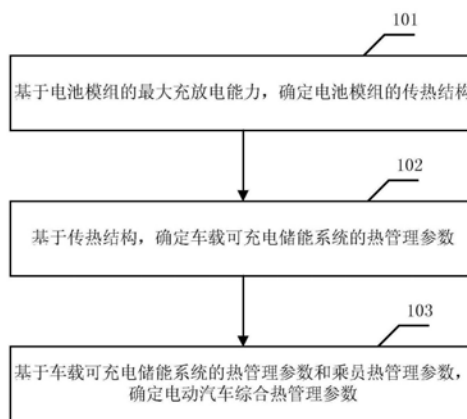 101
基于电池模组的最大充放电能力，确定电池模组的传热结构
102
基于传热结构，确定车载可充电储能系统的热管理参数
103
基于车载可充电储能系统的热管理参数和乘员热管理参数，
确定电动汽车综合热管理参数